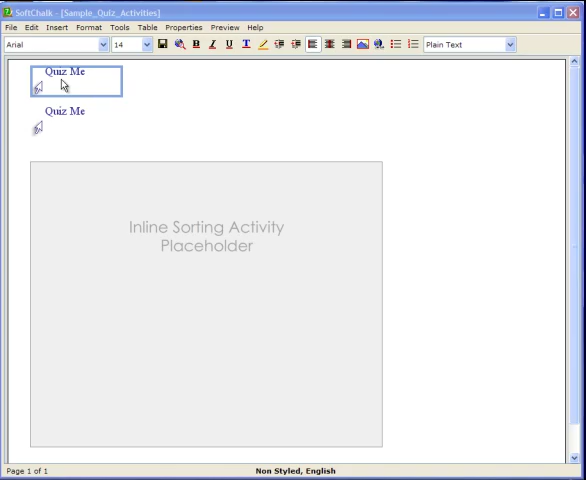 SoftChalk - [Sample_Quiz_Activities]
File Edit Insert Format Tools Table Properties Preview Help
Arial 14 B I U T Plain Text
Quiz Me
Quiz Me
Inline Sorting Activity
Placeholder
Page 1 of 1 Non Styled, English